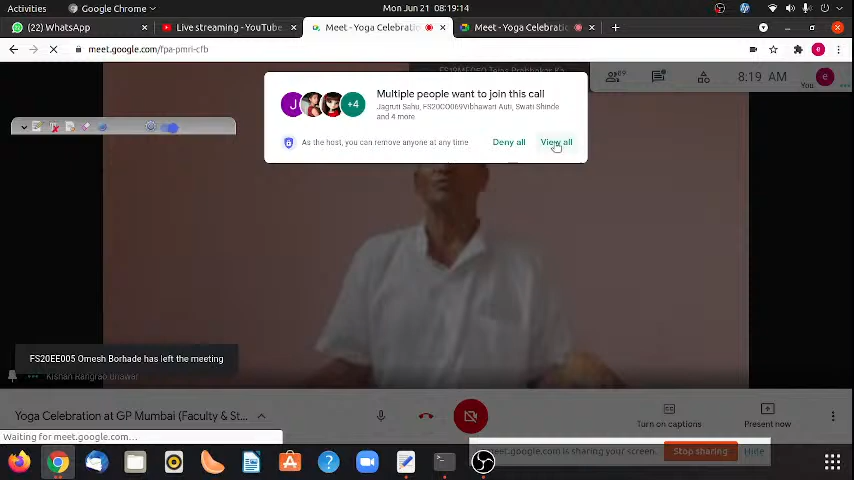 Activities
Google Chrome
Mon Jun 21 08:19:14
(22) WhatsApp
Live streaming - YouTube
Meet - Yoga Celebratio
Meet - Yoga Celebratio
meet.google.com/fpa-pmri-cfb
Multiple people want to join this call
Jagruti Sahu, FS20CO069Vibhawari Auti, Swati Shinde
and 4 more
J
+4
As the host, you can remove anyone at any time
Deny all
View all
8:19 AM
You
e
FS20EE005 Omesh Borhade has left the meeting
Kishan Rangrao
Yoga Celebration at GP Mumbai (Faculty & St...
Turn on captions
Present now
Waiting for meet.google.com...
meet.google.com is sharing your screen.
Stop sharing
Hide